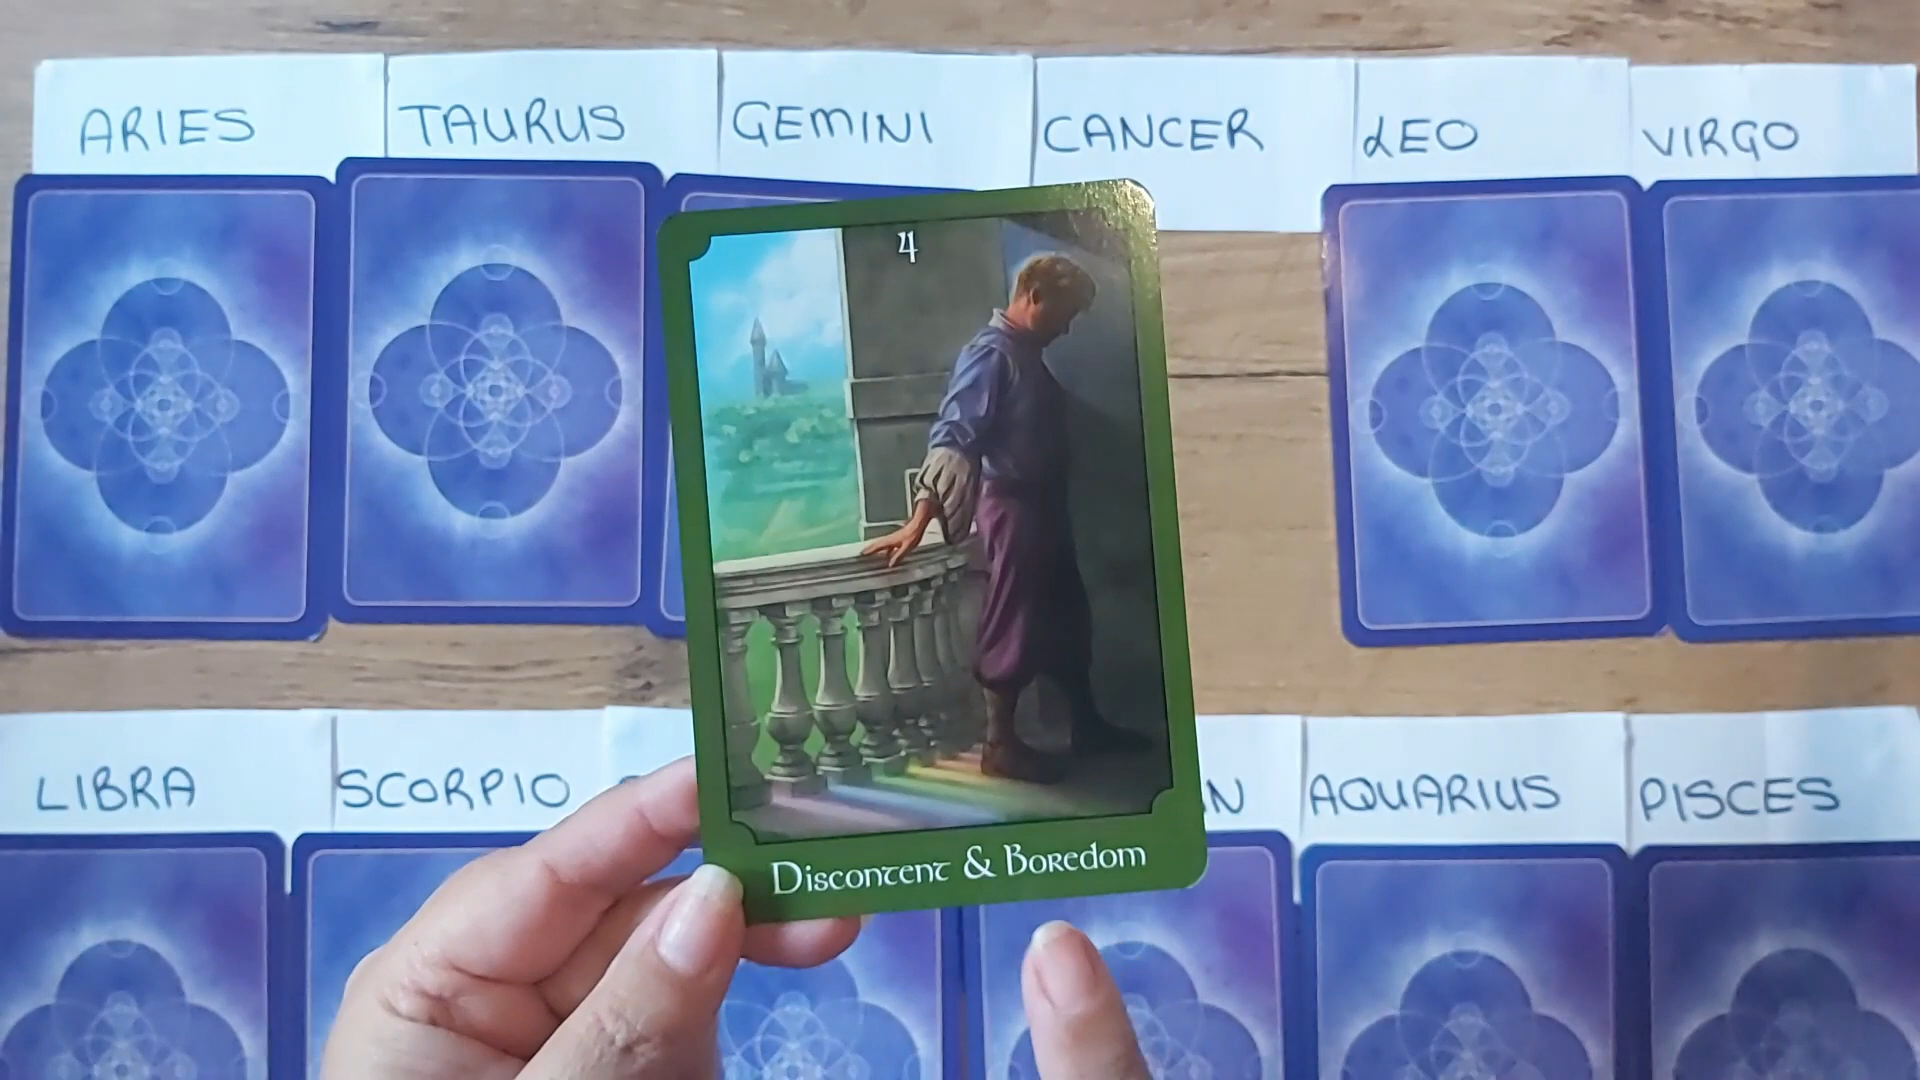 ARIES TAURUS GEMINI CANCER LEO VIRGO
4
LIBRA SCORPIO AQUARIUS PISCES
Discontent & Boredom